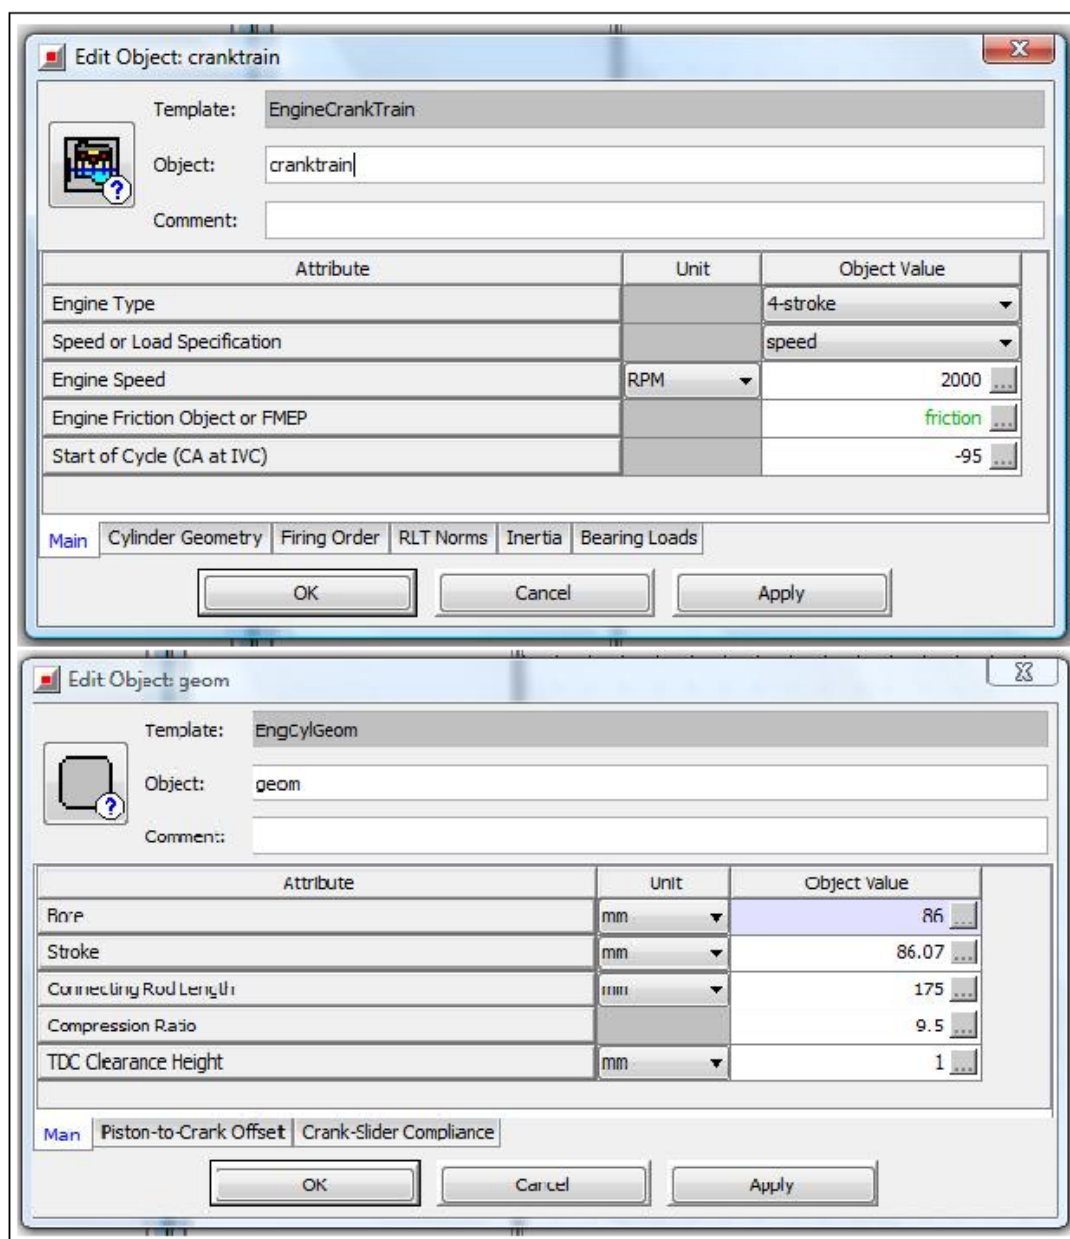 Edit Object: cranktrain
X
Template: EngineCrankTrain
Object: cranktrain
?
Comment:
Attribute Unit Object Value
Engine Type 4-stroke
Speed or Load Specification speed
Engine Speed RPM 2000 ...
Engine Friction Object or FMEP friction ...
Start of Cycle (CA at IVC) -95 ...
Main Cylinder Geometry Firing Order RLT Norms Inertia Bearing Loads
OK Cancel Apply
Edit Object: geom
X
Template: EngCylGeom
Object: geom
?
Comment:
Attribute Unit Object Value
Bore mm 86 ...
Stroke mm 86.07 ...
Connecting Rod Length mm 175 ...
Compression Ratio 9.5 ...
TDC Clearance Height mm 1 ...
Main Piston-to-Crank Offset Crank-Slider Compliance
OK Cancel Apply